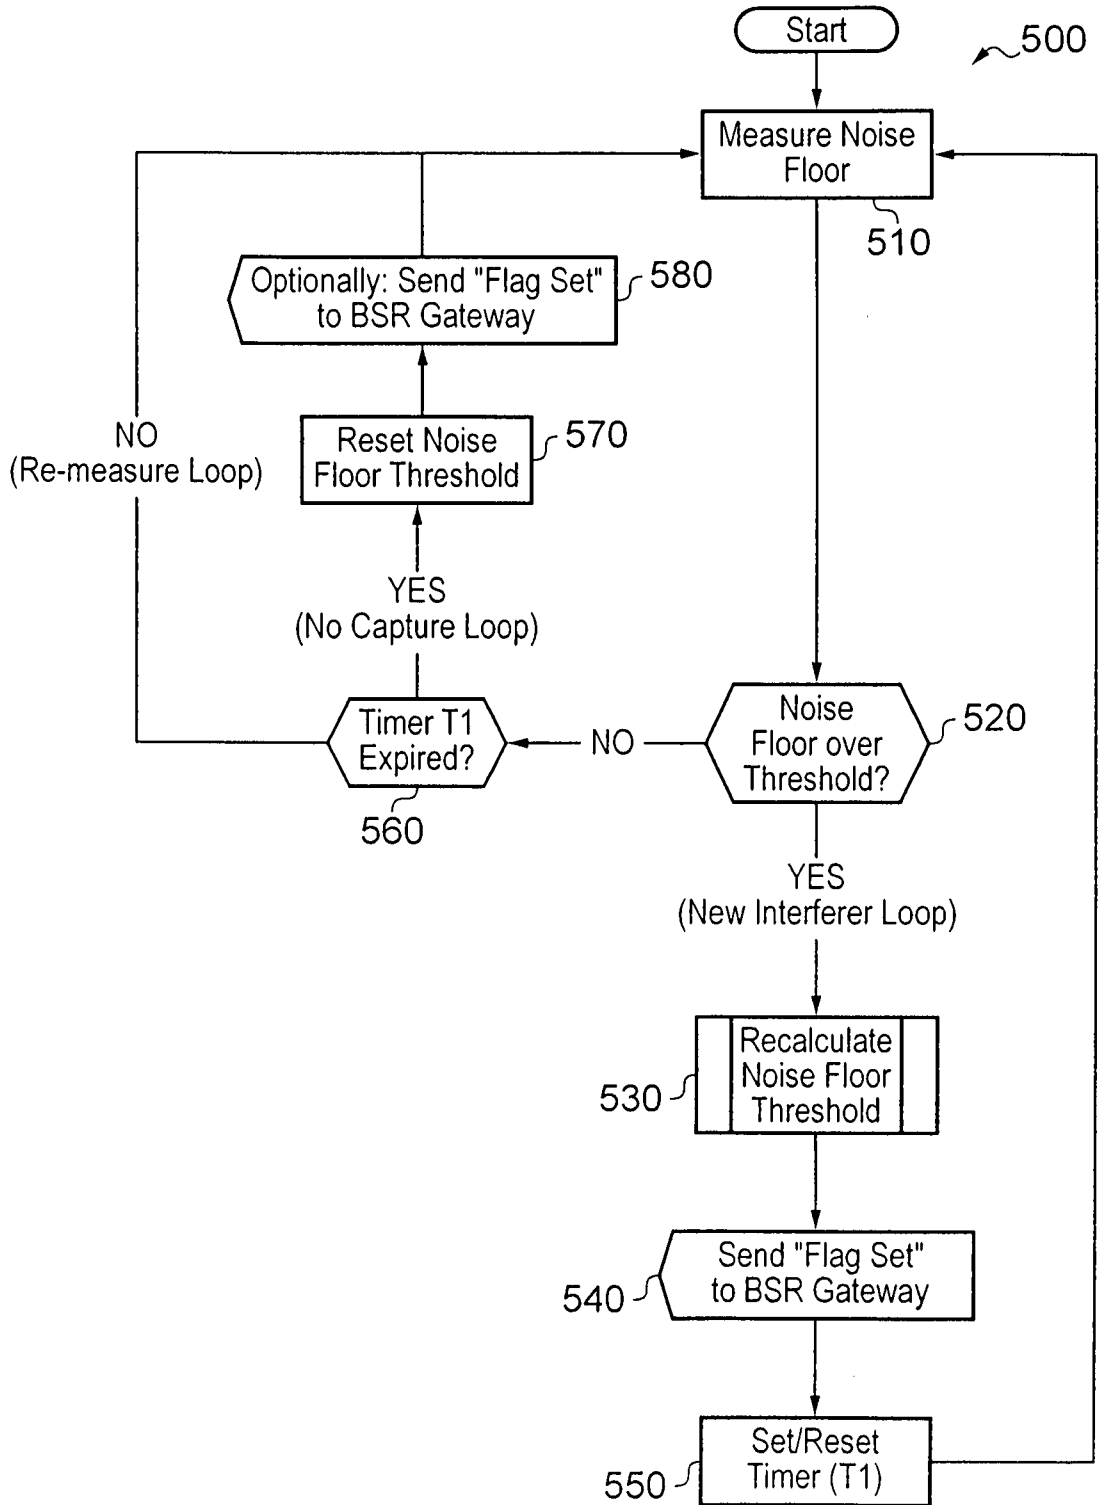 Start
500
Measure Noise
Floor
510
Optionally: Send "Flag Set"
to BSR Gateway
580
Reset Noise
Floor Threshold
570
NO
(Re-measure Loop)
YES
(No Capture Loop)
Timer T1
Expired?
560
NO
Noise
Floor over
Threshold?
520
YES
(New Interferer Loop)
Recalculate
Noise Floor
Threshold
530
Send "Flag Set"
to BSR Gateway
540
Set/Reset
Timer (T1)
550